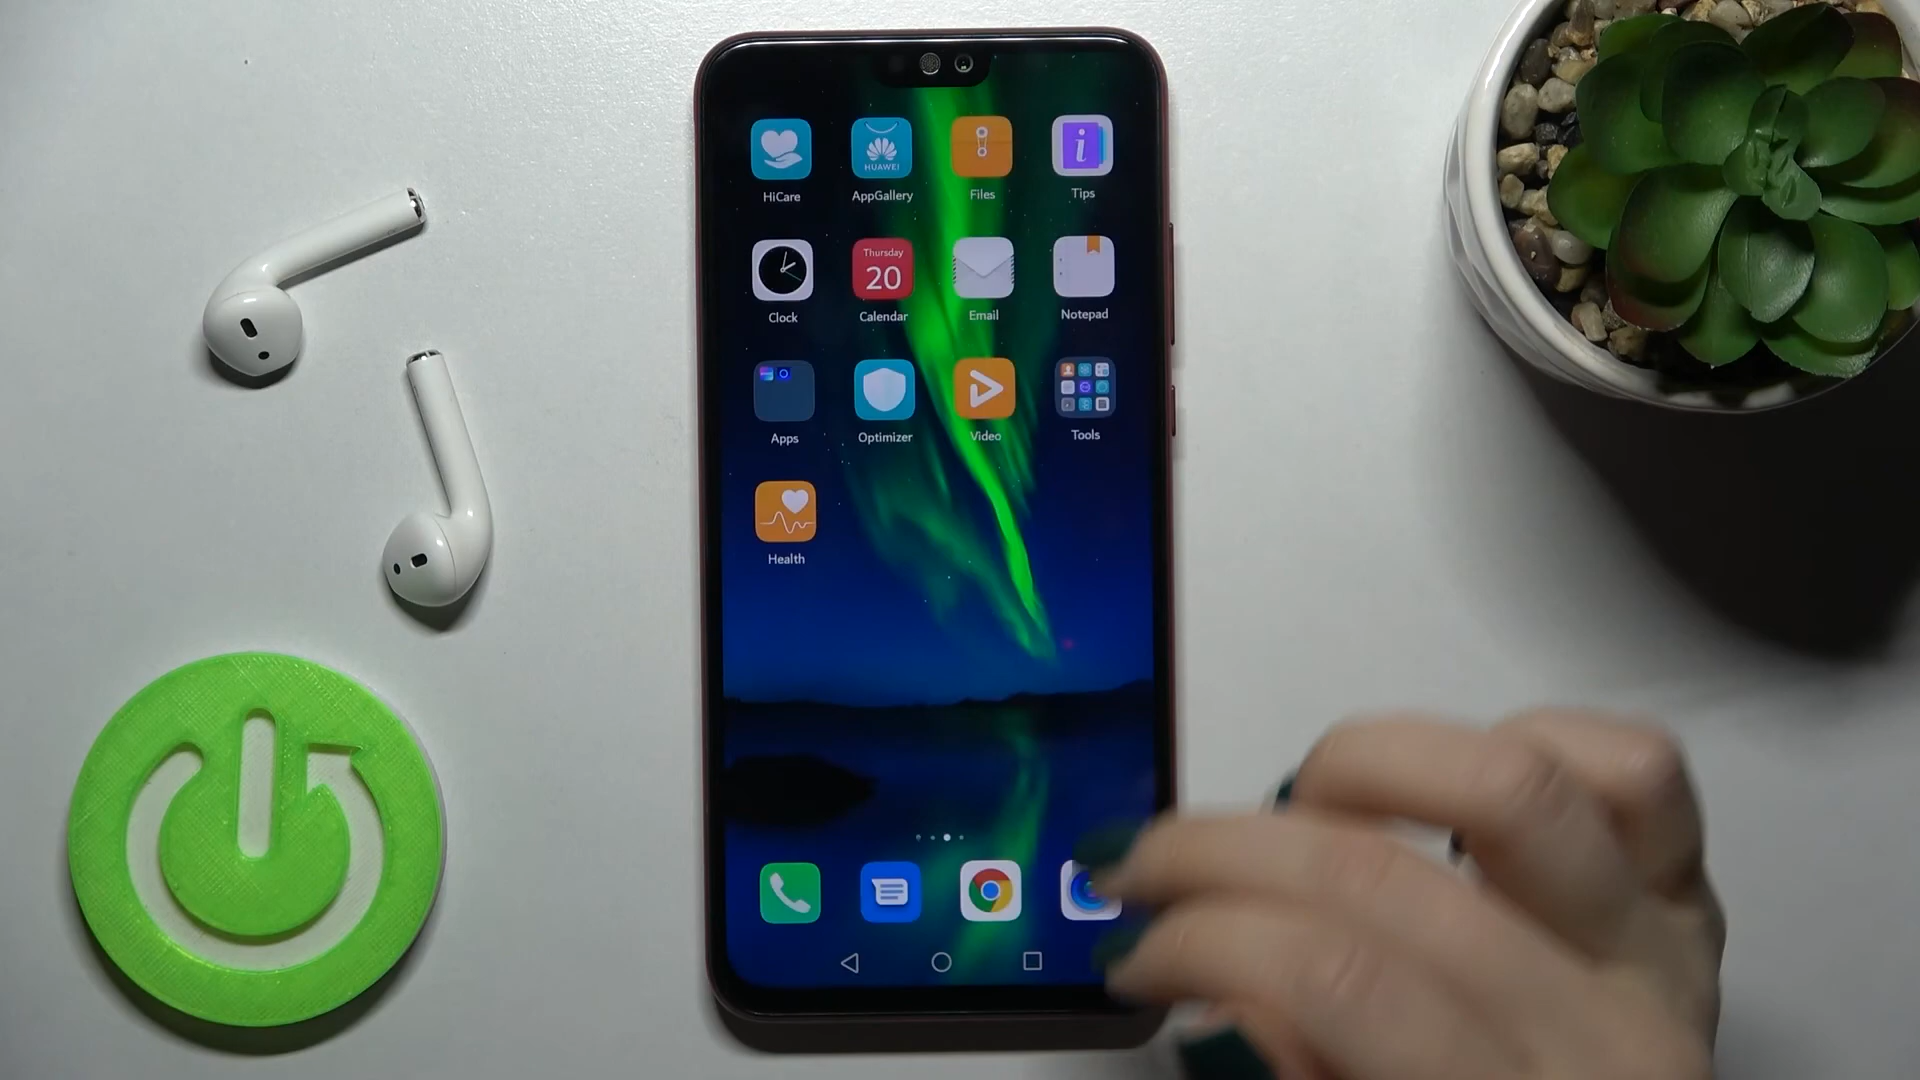 HUAWEI
HiCare AppGallery Files Tips
Thursday
20
Clock Calendar Email Notepad
Apps Optimizer Video Tools
Health